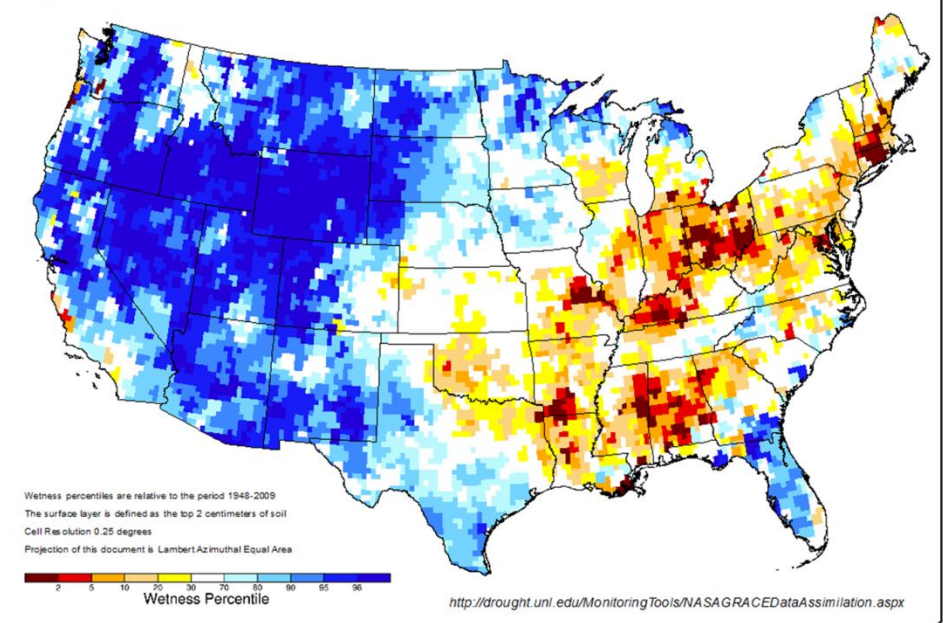 Wetness percentiles are relative to the period 1948-2009
The surface layer is defined as the top 2 centimeters of soil
Cell Resolution 0.25 degrees
Projection of this document is Lambert Azimuthal Equal Area
2 5 10 20 30 70 80 90 95 98
Wetness Percentile
http://drought.unl.edu/MonitoringTools/NASAGRACEDataAssimilation.aspx